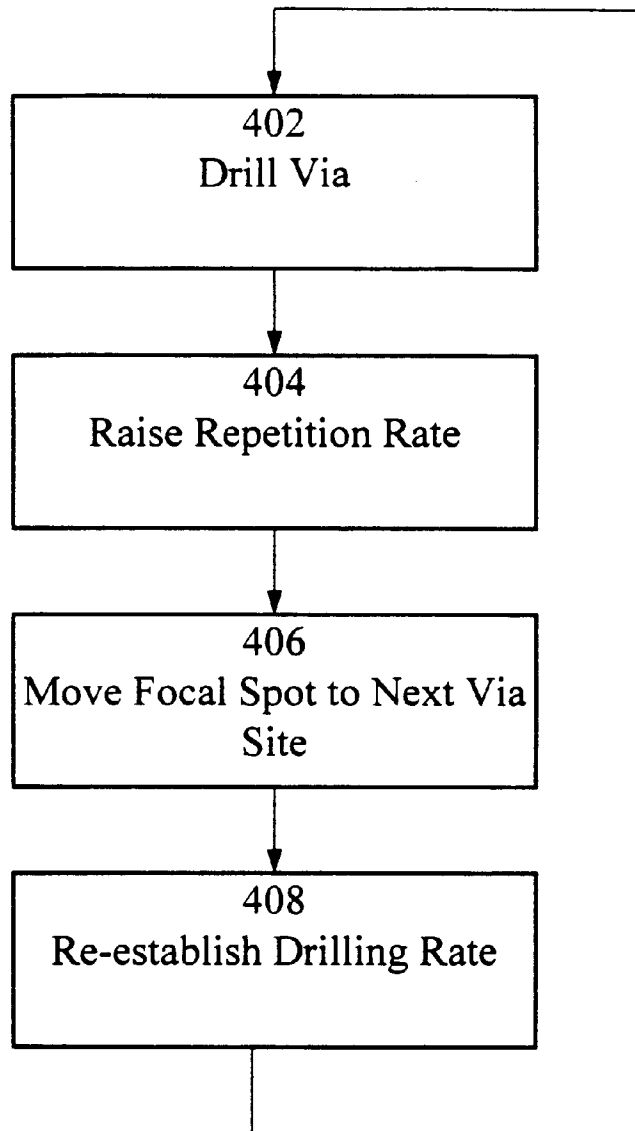 402
Drill Via
404
Raise Repetition Rate
406
Move Focal Spot to Next Via
Site
408
Re-establish Drilling Rate